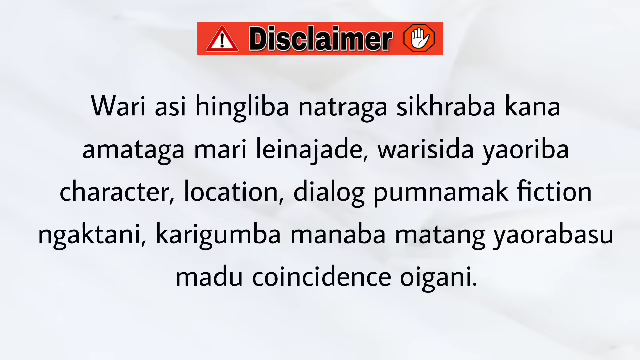 Disclaimer
Wari asi hingliba natraga sikhraba kana
amataga mari leinajade, warisida yaoriba
character, location, dialog pumnamak fiction
ngaktani, karigumba manaba matang yaorabasu
madu coincidence oigani.